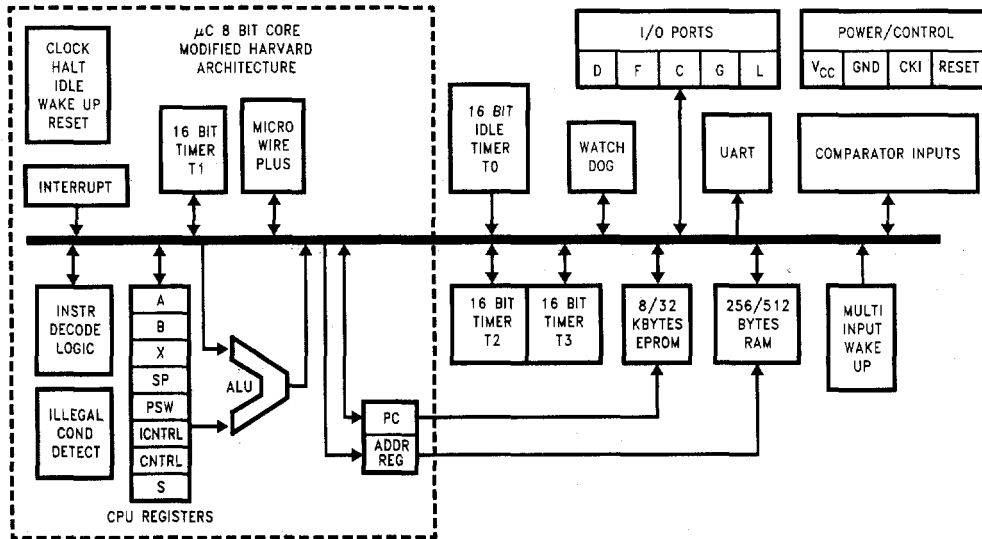 μC 8 BIT CORE
MODIFIED HARVARD
ARCHITECTURE
CLOCK
HALT
IDLE
WAKE UP
RESET
INTERRUPT
16 BIT
TIMER
T1
MICRO
WIRE
PLUS
16 BIT
IDLE
TIMER
T0
WATCH
DOG
I/O PORTS
D F C G L
UART
POWER/CONTROL
VCC GND CKI RESET
COMPARATOR INPUTS
INSTR
DECODE
LOGIC
ILLEGAL
COND
DETECT
A
B
X
SP
PSW
ICNTRL
CNTRL
S
CPU REGISTERS
ALU
PC
ADDR
REG
16 BIT
TIMER
T2
16 BIT
TIMER
T3
8/32
KBYTES
EPROM
256/512
BYTES
RAM
MULTI
INPUT
WAKE
UP